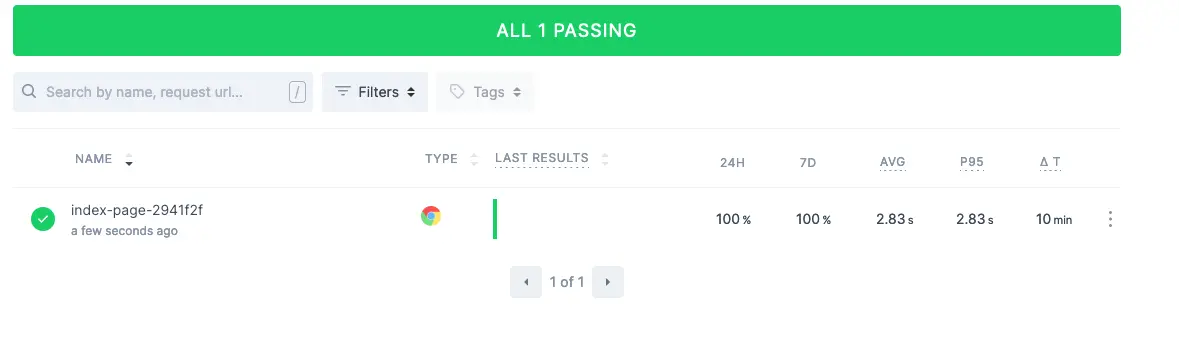 ALL 1 PASSING
Search by name, request url... / Filters Tags
NAME TYPE LAST RESULTS 24H 7D AVG P95 Δ T
index-page-2941f2f 100 % 100 % 2.83 s 2.83 s 10 min
a few seconds ago
1 of 1